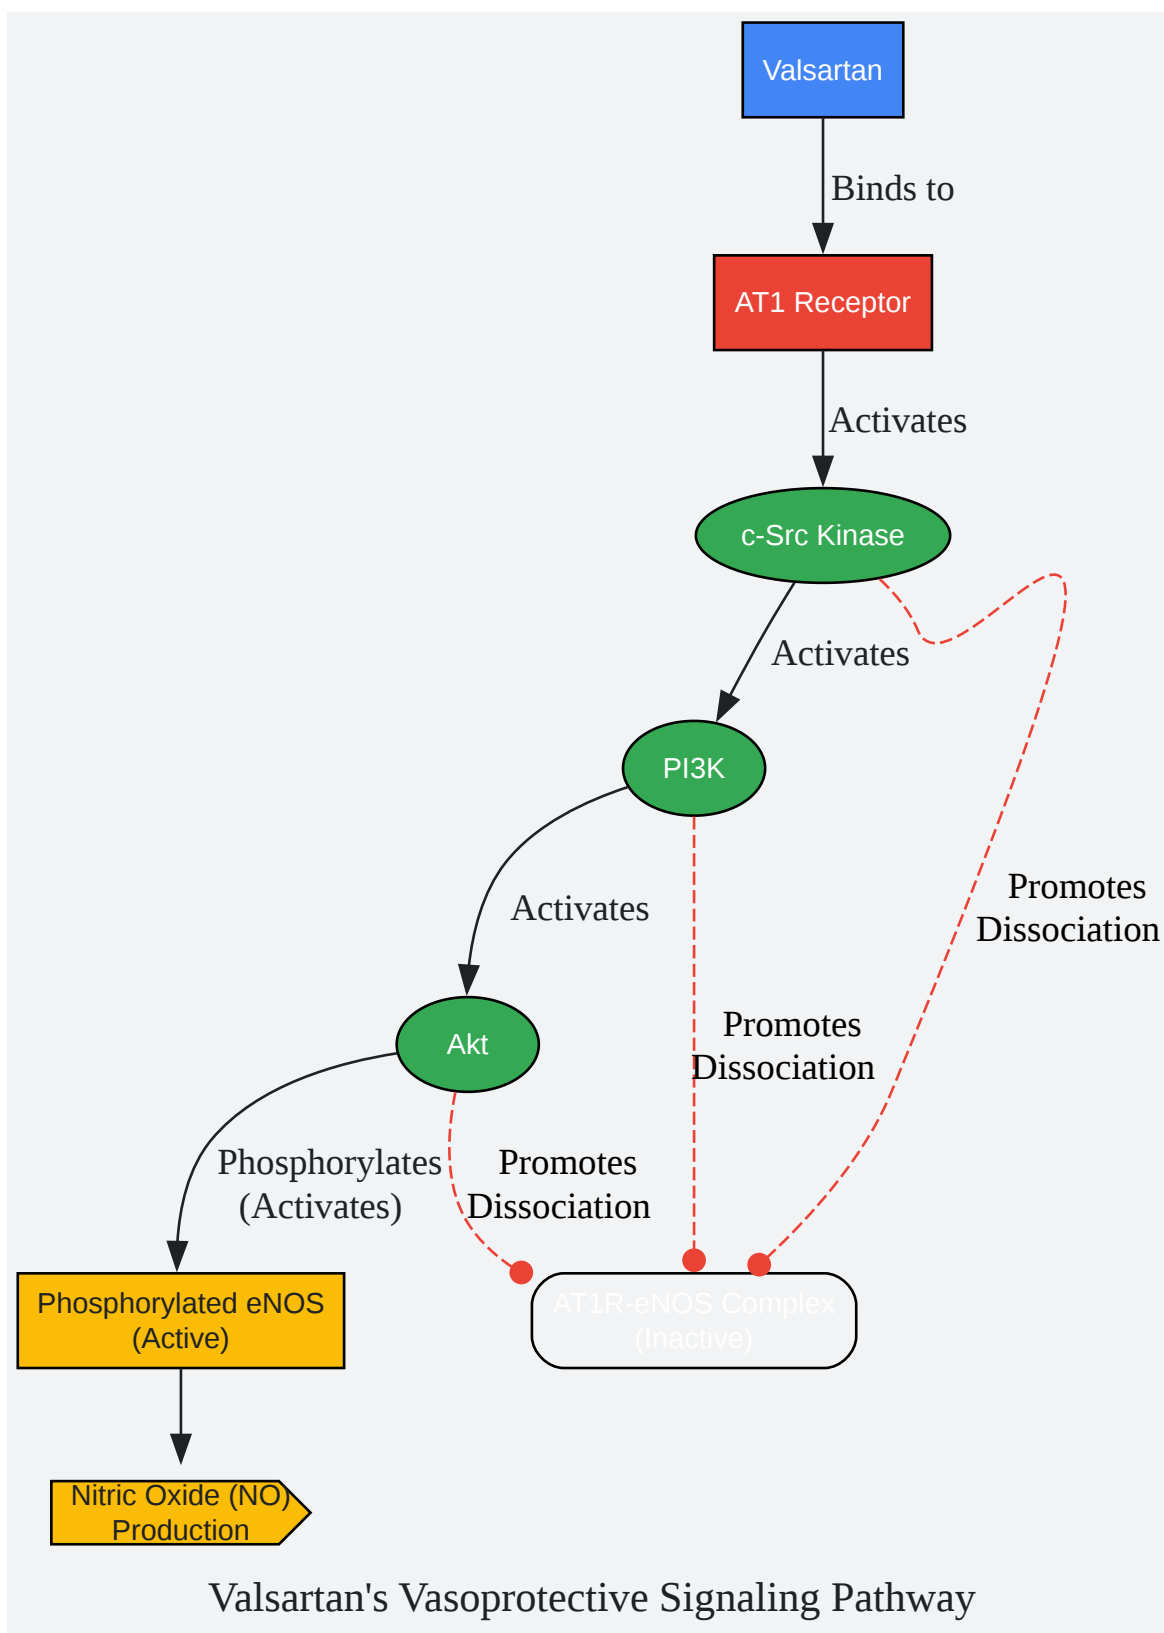 Valsartan
Binds to
AT1 Receptor
Activates
c-Src Kinase
Activates
PI3K
Activates
Promotes
Dissociation
Promotes
Dissociation
Akt
Phosphorylates
(Activates)
Promotes
Dissociation
Phosphorylated eNOS
(Active)
AT1R-eNOS Complex
(Inactive)
Nitric Oxide (NO)
Production
Valsartan's Vasoprotective Signaling Pathway